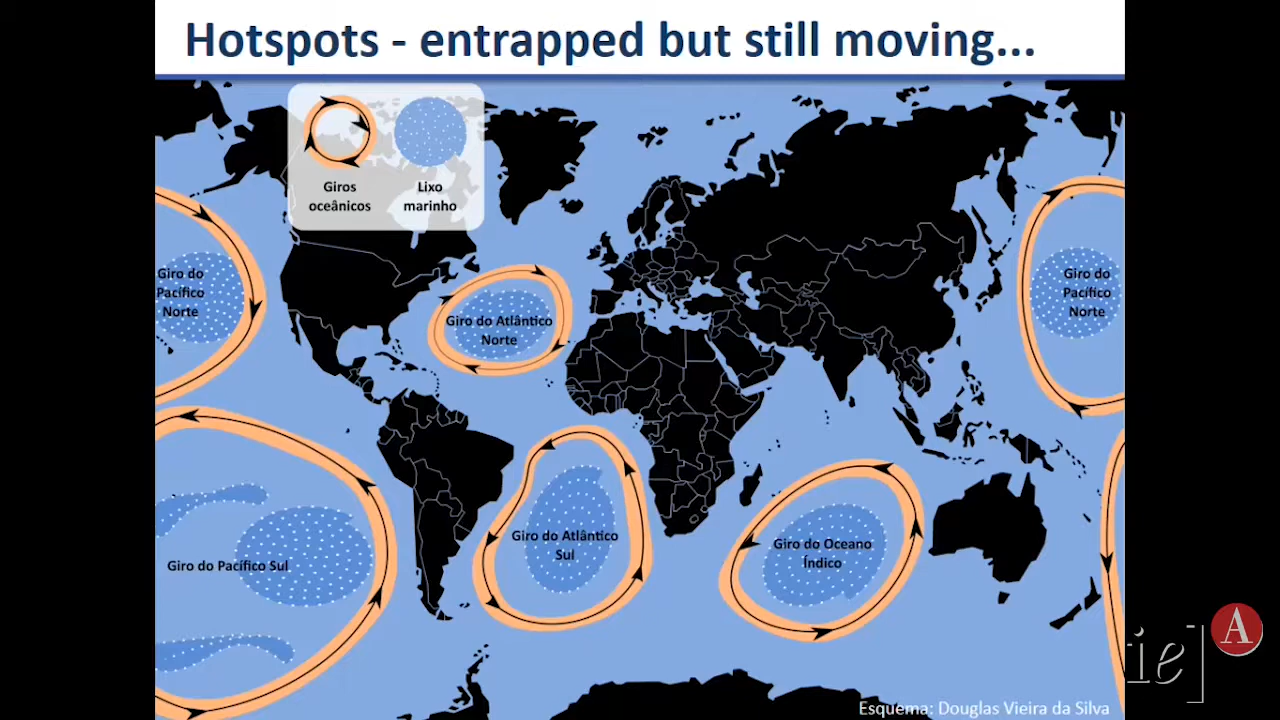 Hotspots - entrapped but still moving...
Giros
oceânicos
Lixo
marinho
Giro do
Pacífico
Norte
Giro do Atlântico
Norte
Giro do
Pacífico
Norte
Giro do Pacífico Sul
Giro do Atlântico
Sul
Giro do Oceano
Índico
ie]
A
Esquema: Douglas Vieira da Silva